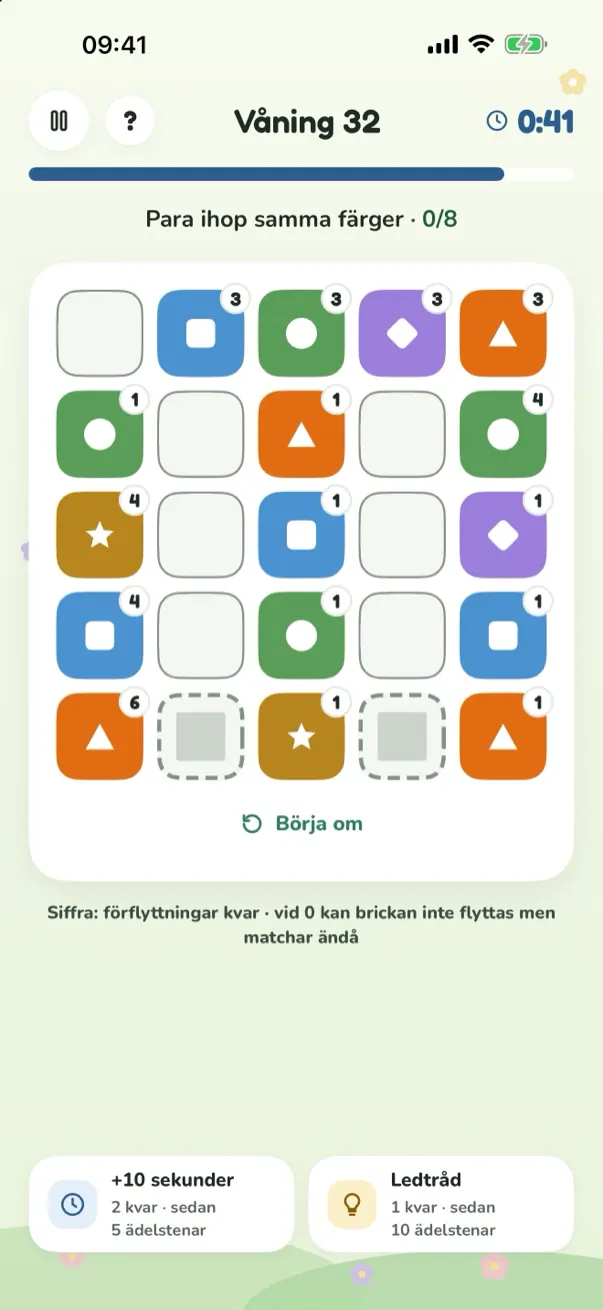 09:41
?
Våning 32
0:41
Para ihop samma färger · 0/8
3 3 3 3
1 1 4
4 1 1
4 1 1
6 1 1
Börja om
Siffra: förflyttningar kvar · vid 0 kan brickan inte flyttas men
matchar ändå
+10 sekunder
2 kvar · sedan
5 ädelstenar
Ledtråd
1 kvar · sedan
10 ädelstenar